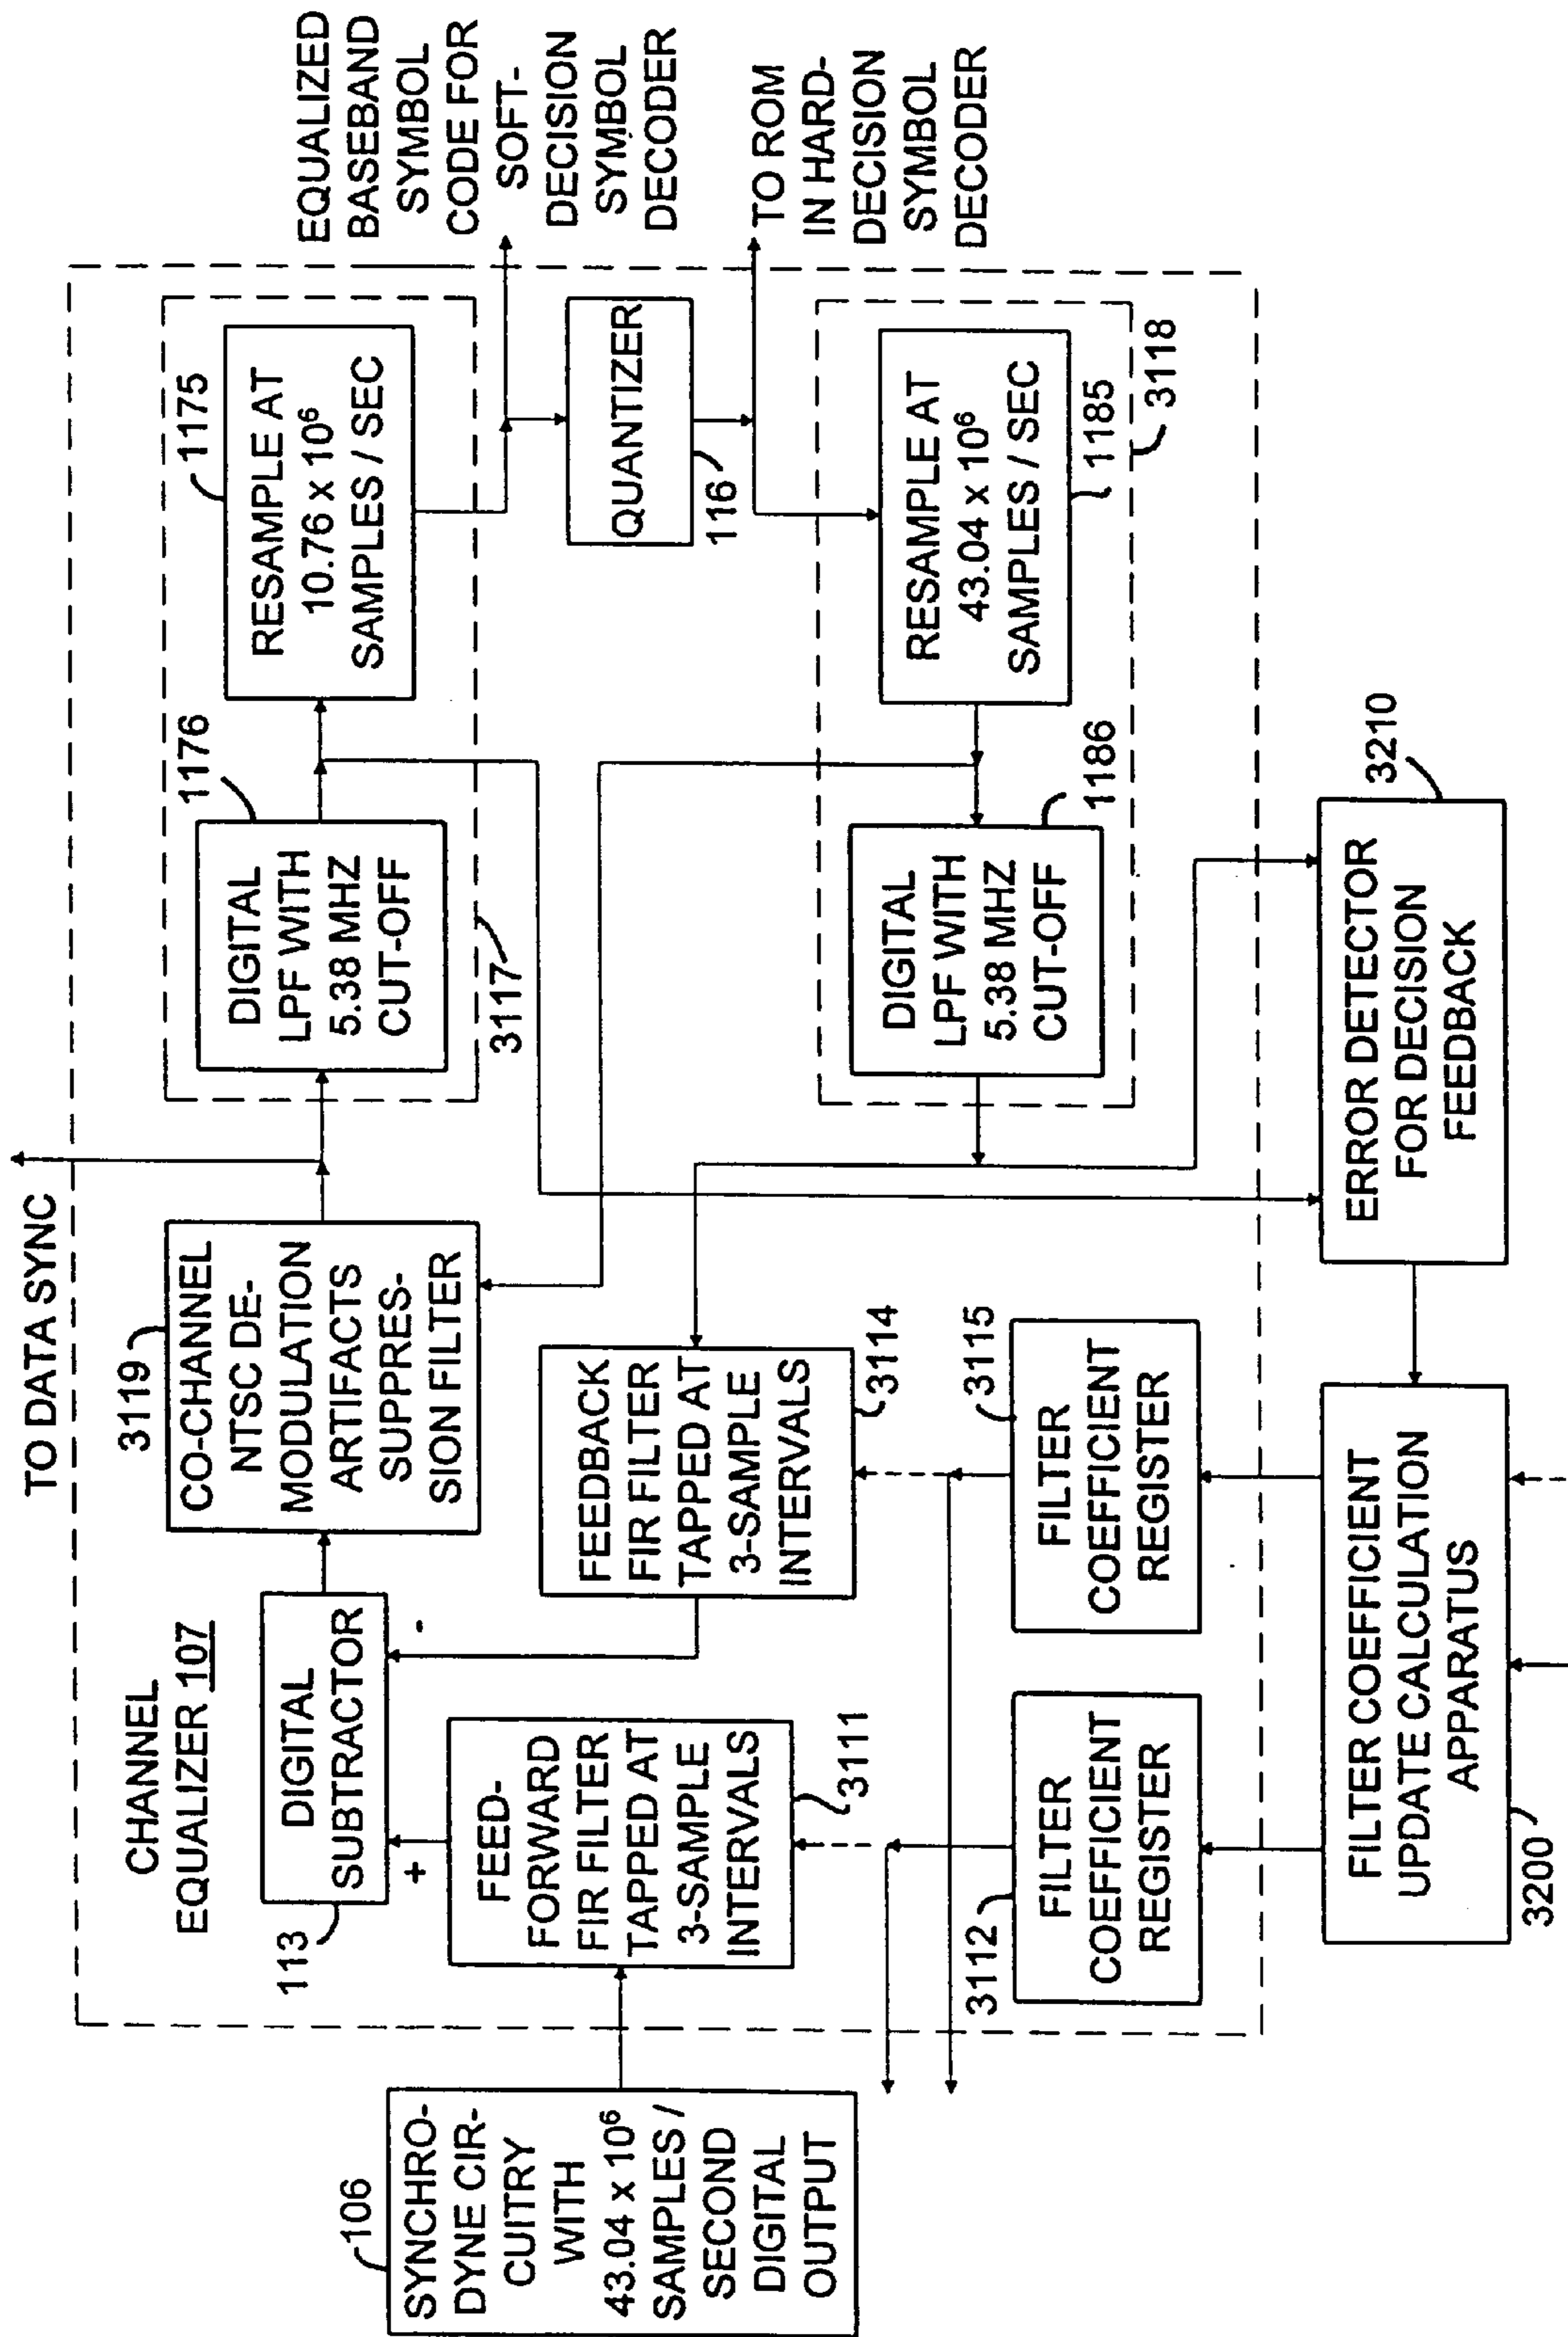 TO DATA SYNC
CHANNEL
EQUALIZER 107
106
SYNCHRO-
DYNE CIR-
CUITRY
WITH
43.04 x 10⁶
SAMPLES /
SECOND
DIGITAL
OUTPUT
113
DIGITAL
SUBTRACTOR
+
-
FEED-
FORWARD
FIR FILTER
TAPPED AT
3-SAMPLE
INTERVALS
3111
3112
FILTER
COEFFICIENT
REGISTER
3119
CO-CHANNEL
NTSC DE-
MODULATION
ARTIFACTS
SUPPRES-
SION FILTER
FEEDBACK
FIR FILTER
TAPPED AT
3-SAMPLE
INTERVALS
3114
3115
FILTER
COEFFICIENT
REGISTER
1176
DIGITAL
LPF WITH
5.38 MHZ
CUT-OFF
3117
1175
RESAMPLE AT
10.76 x 10⁶
SAMPLES / SEC
EQUALIZED
BASEBAND
SYMBOL
CODE FOR
SOFT-
DECISION
SYMBOL
DECODER
QUANTIZER
116
TO ROM
IN HARD-
DECISION
SYMBOL
DECODER
RESAMPLE AT
43.04 x 10⁶
SAMPLES / SEC
1185
3118
DIGITAL
LPF WITH
5.38 MHZ
CUT-OFF
1186
3210
ERROR DETECTOR
FOR DECISION
FEEDBACK
FILTER COEFFICIENT
UPDATE CALCULATION
APPARATUS
3200